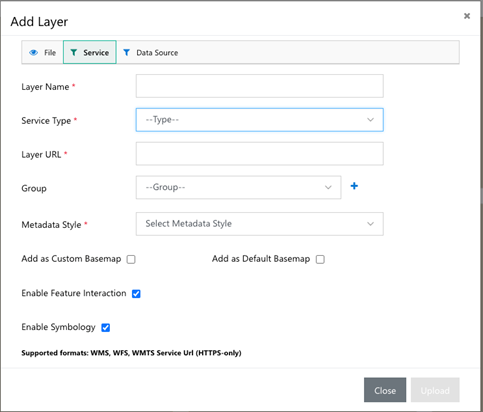 Add Layer
File Service Data Source
Layer Name *
Service Type * --Type--
Layer URL *
Group --Group--
Metadata Style * Select Metadata Style
Add as Custom Basemap Add as Default Basemap
Enable Feature Interaction
Enable Symbology
Supported formats: WMS, WFS, WMTS Service Url (HTTPS-only)
Close Upload